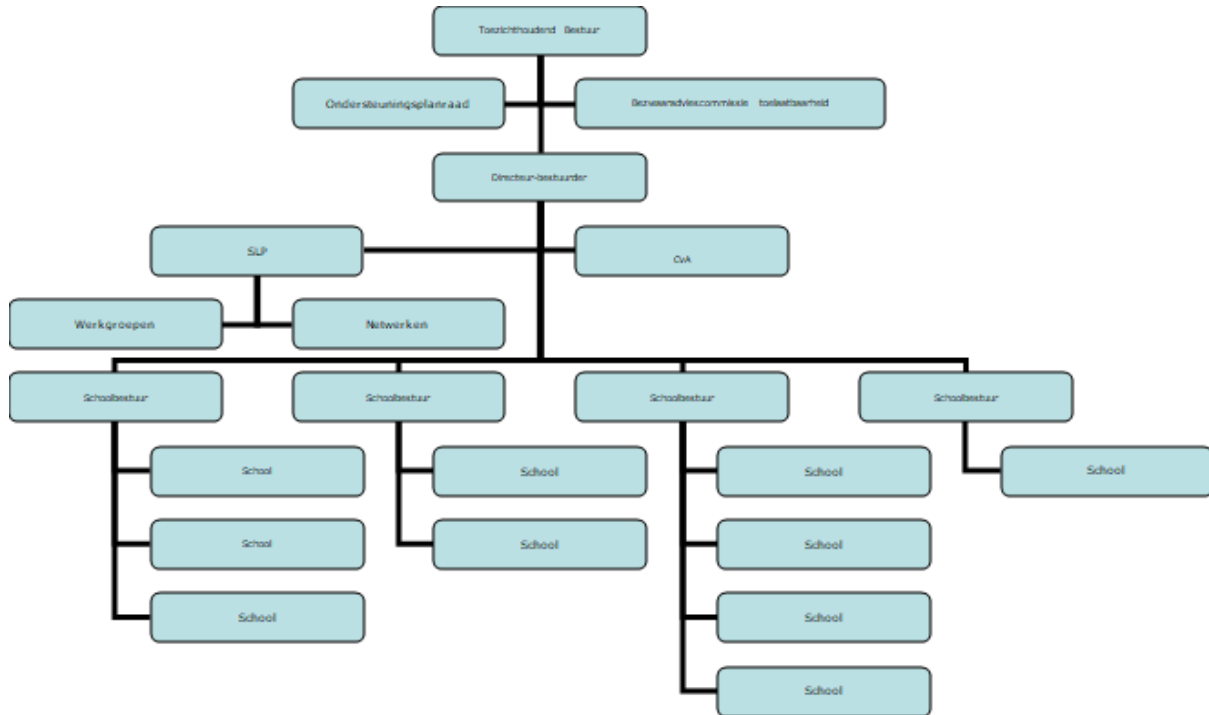 Toezichthoudend Bestuur
Ondersteuningsplanraad
Bezwaaradviescommissie toelaatbaarheid
Directeur-bestuurder
SLP
CvA
Werkgroepen
Netwerken
Schoolbestuur
Schoolbestuur
Schoolbestuur
Schoolbestuur
School
School
School
School
School
School
School
School
School
School